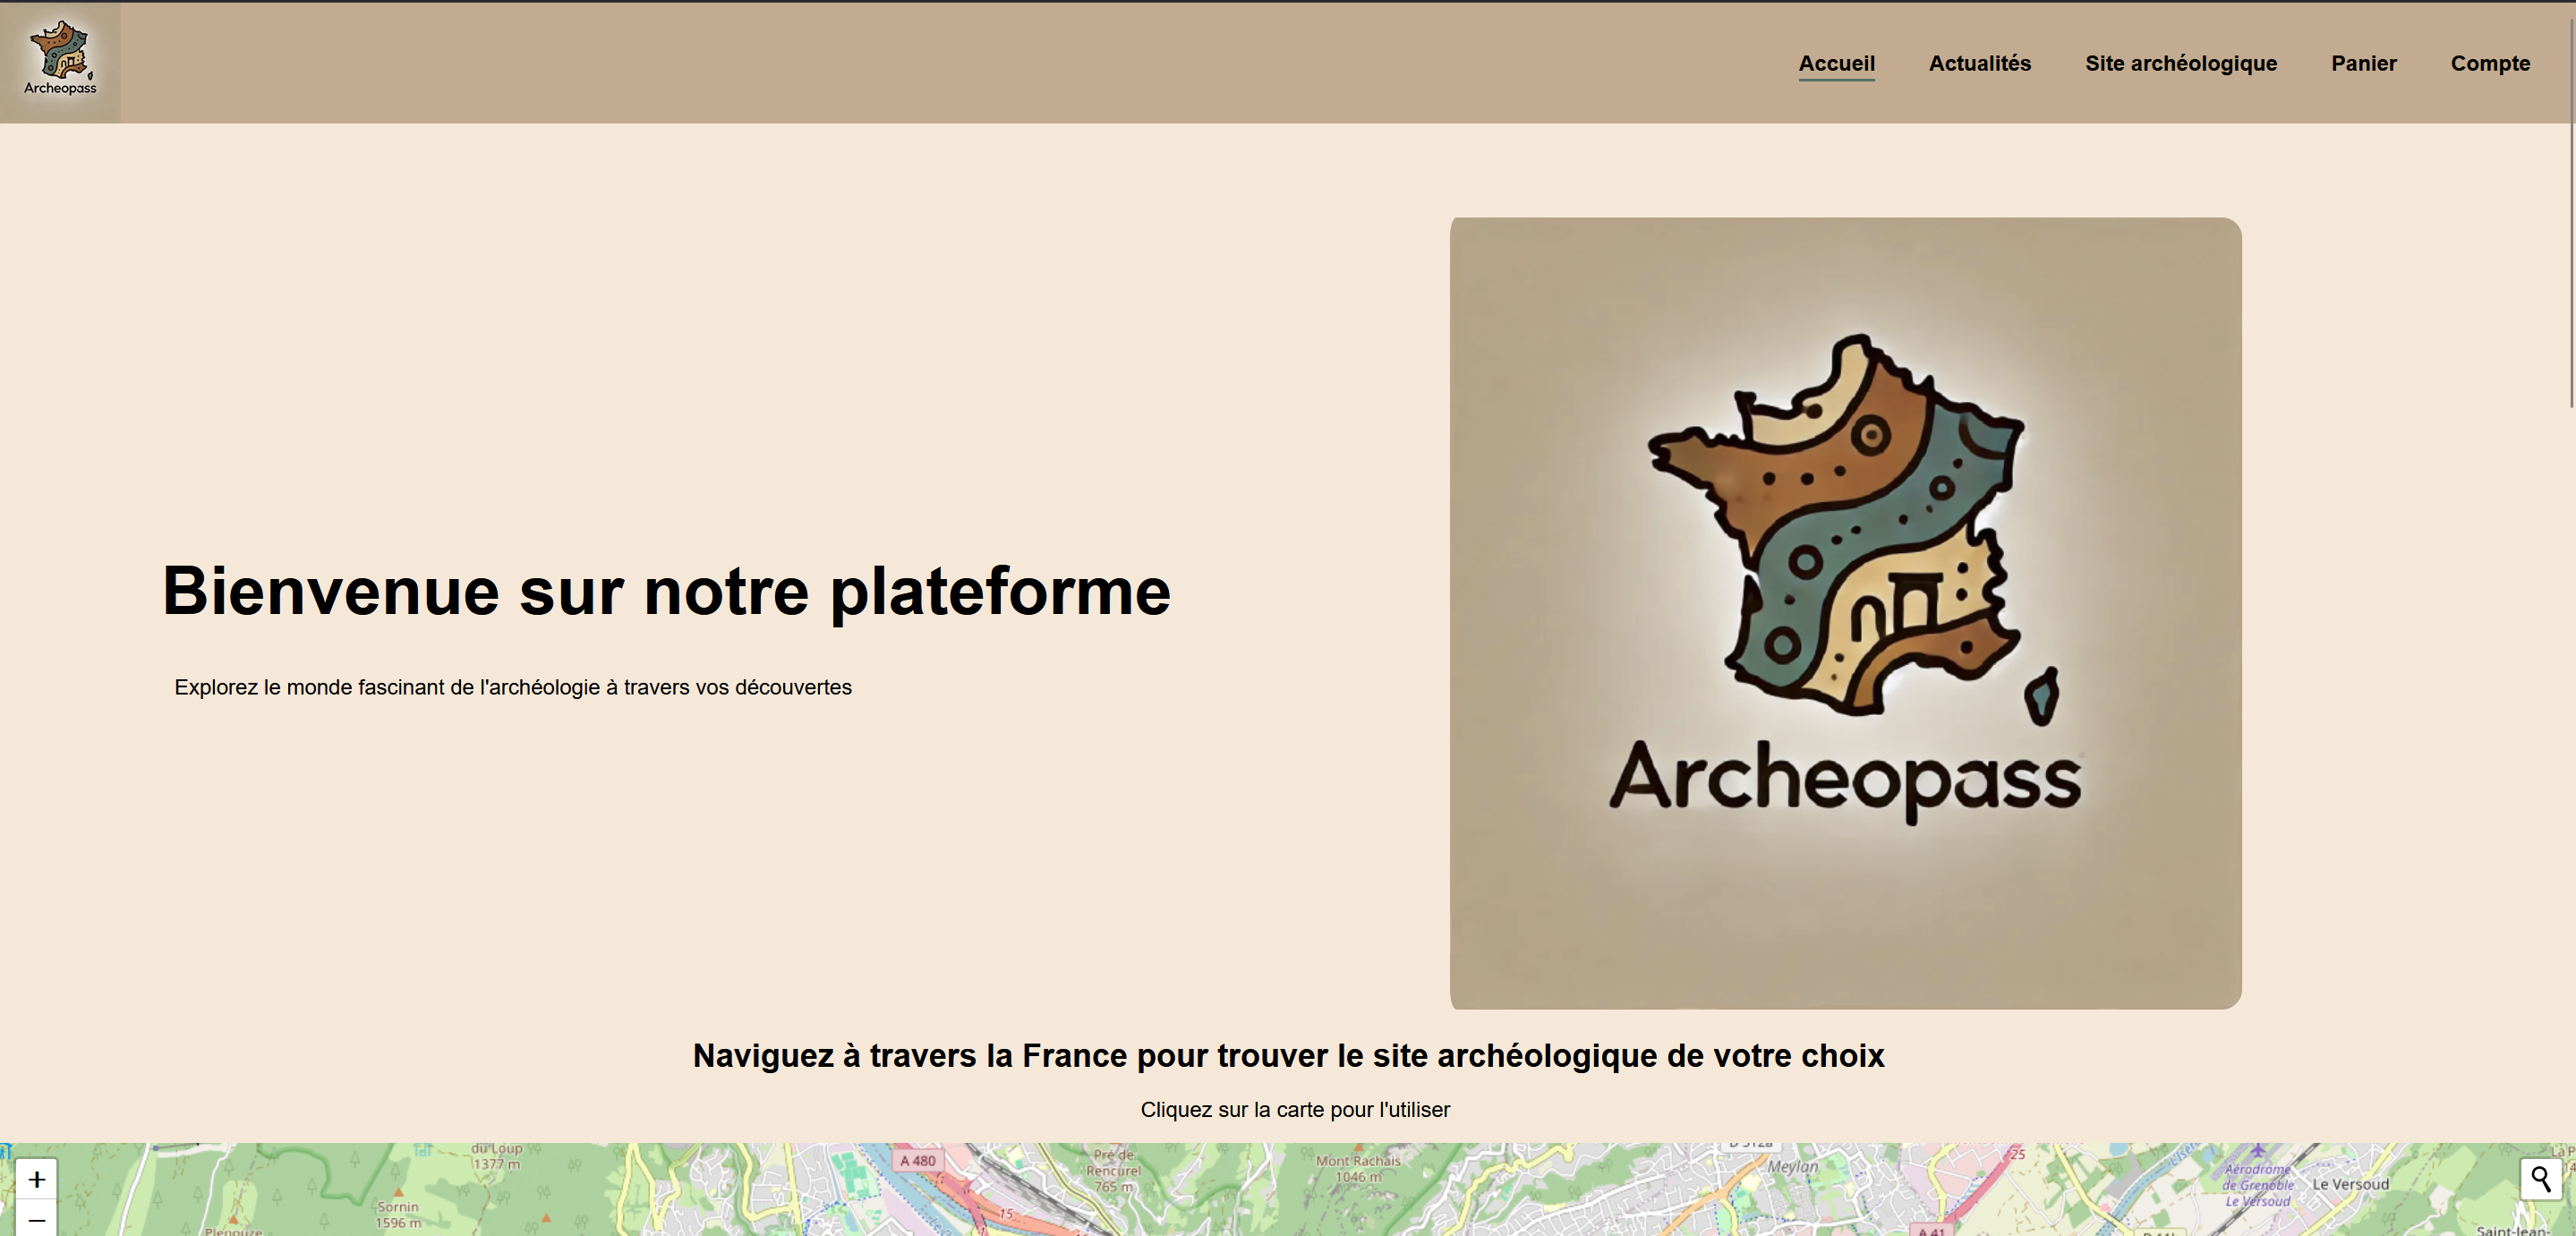 Archeopass
Accueil
Actualités
Site archéologique
Panier
Compte
Bienvenue sur notre plateforme
Explorez le monde fascinant de l'archéologie à travers vos découvertes
Archeopass
Naviguez à travers la France pour trouver le site archéologique de votre choix
Cliquez sur la carte pour l'utiliser
+
−
du Loup
1377 m
Sornin
1596 m
A 480
15
Pré de
Rencurel
765 m
Mont Rachais
1046 m
Meylan
25
A 41
Aérodrome
de Grenoble
Le Versoud
Le Versoud